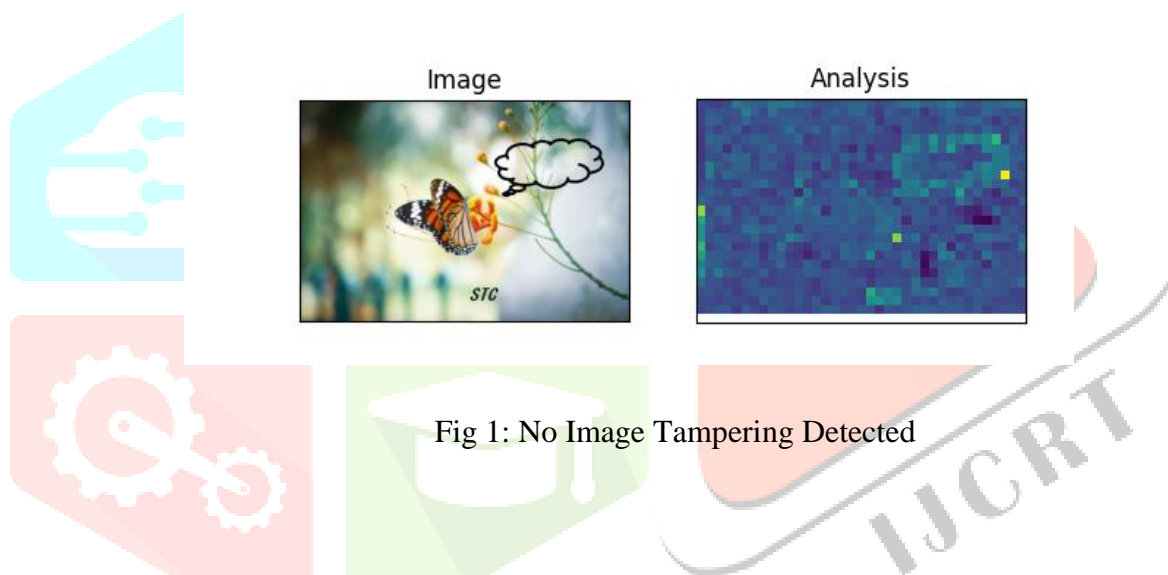 Image
Analysis
STC
Fig 1: No Image Tampering Detected
IJCRT